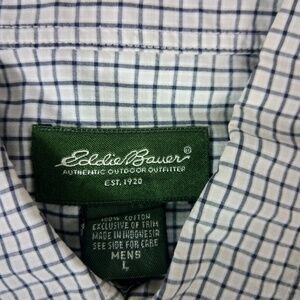 Eddie Bauer®
AUTHENTIC OUTDOOR OUTFITTER
EST. 1920
100% COTTON
EXCLUSIVE OF TRIM
MADE IN INDONESIA
SEE SIDE FOR CARE
MENS
L